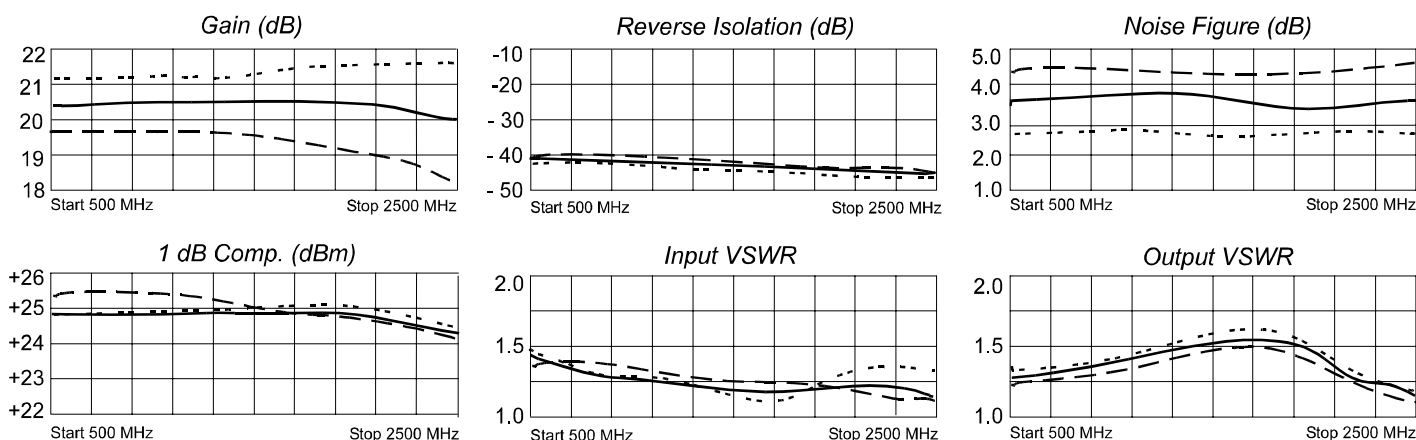 Gain (dB)
22
21
20
19
18
Start 500 MHz Stop 2500 MHz
Reverse Isolation (dB)
-10
-20
- 30
- 40
- 50
Start 500 MHz Stop 2500 MHz
Noise Figure (dB)
5.0
4.0
3.0
2.0
1.0
Start 500 MHz Stop 2500 MHz
1 dB Comp. (dBm)
+26
+25
+24
+23
+22
Start 500 MHz Stop 2500 MHz
Input VSWR
2.0
1.5
1.0
Start 500 MHz Stop 2500 MHz
Output VSWR
2.0
1.5
1.0
Start 500 MHz Stop 2500 MHz